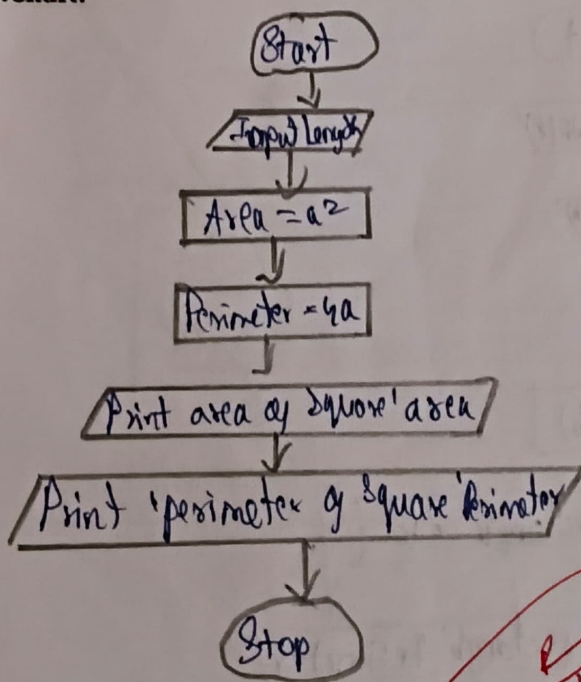 Start
Input Length
Area = a²
Perimeter = 4a
Print area of Square' area
Print 'perimeter of Square' Perimeter
Stop